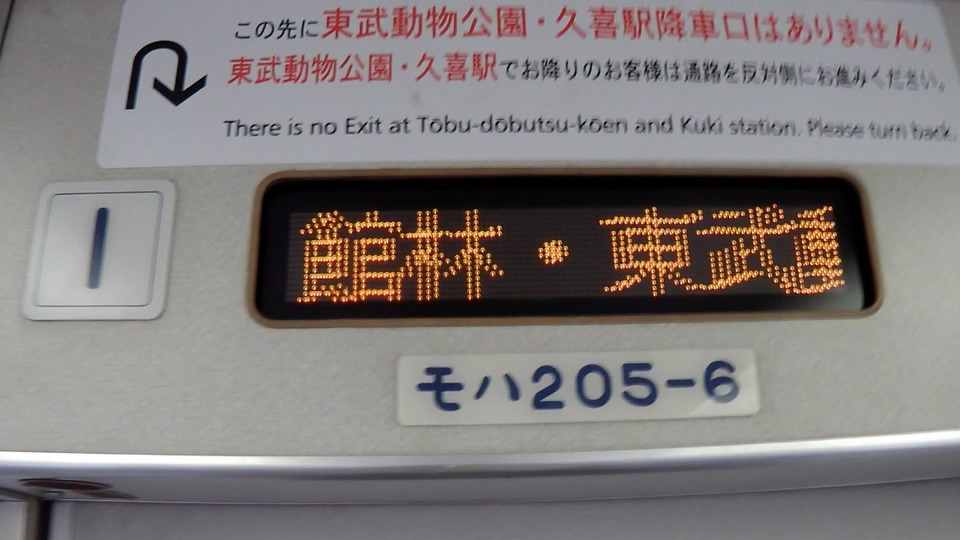 この先に東武動物公園・久喜駅降車口はありません。
東武動物公園・久喜駅でお降りのお客様は通路を反対側にお進みください。
There is no Exit at Tōbu-dōbutsu-kōen and Kuki station. Please turn back.
1
館林・東武
モハ205-6